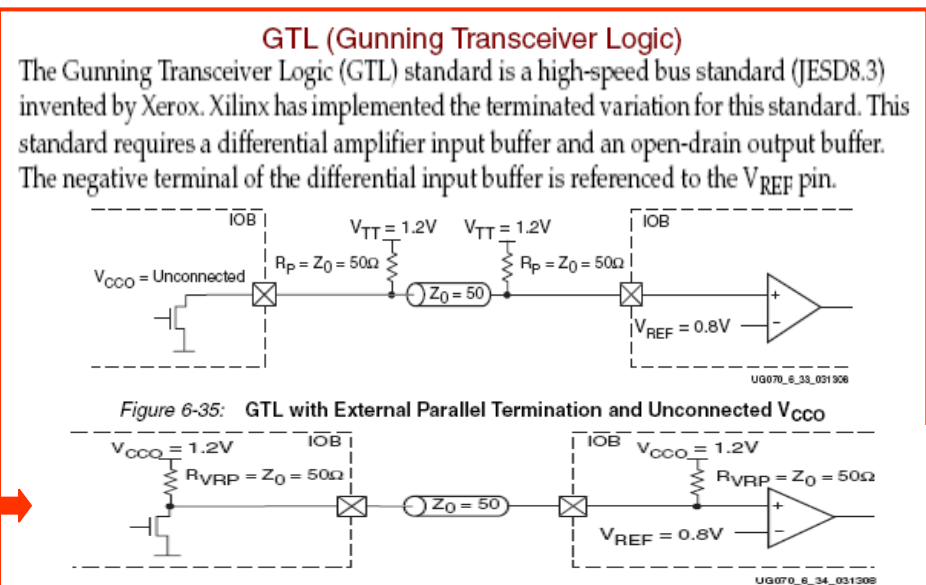 GTL (Gunning Transceiver Logic)
The Gunning Transceiver Logic (GTL) standard is a high-speed bus standard (JESD8.3)
invented by Xerox. Xilinx has implemented the terminated variation for this standard. This
standard requires a differential amplifier input buffer and an open-drain output buffer.
The negative terminal of the differential input buffer is referenced to the VREF pin.
IOB
VTT = 1.2V VTT = 1.2V
IOB
RP = Z0 = 50Ω RP = Z0 = 50Ω
VCCO = Unconnected
Z0 = 50
+
VREF = 0.8V –
UG070_6_33_031308
Figure 6-35: GTL with External Parallel Termination and Unconnected VCCO
VCCO = 1.2V IOB
IOB VCCO = 1.2V
RVRP = Z0 = 50Ω RVRP = Z0 = 50Ω
Z0 = 50
+
VREF = 0.8V –
UG070_6_34_031308